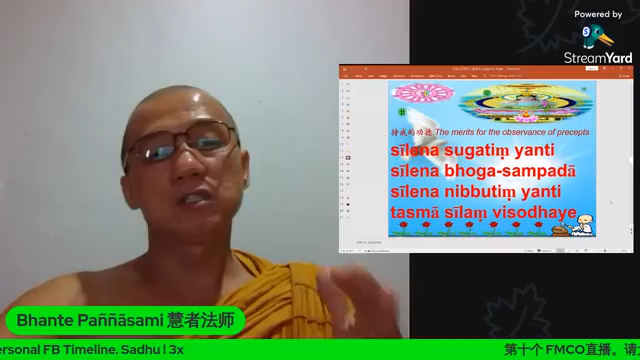 Powered by
StreamYard
持戒的功德 The merits for the observance of precepts
sīlena sugatiṃ yanti
sīlena bhoga-sampadā
sīlena nibbutiṃ yanti
tasmā sīlaṃ visodhaye
Bhante Paññāsami 慧者法师
ersonal FB Timeline. Sadhu ! 3x
第十个 FMCO直播。请